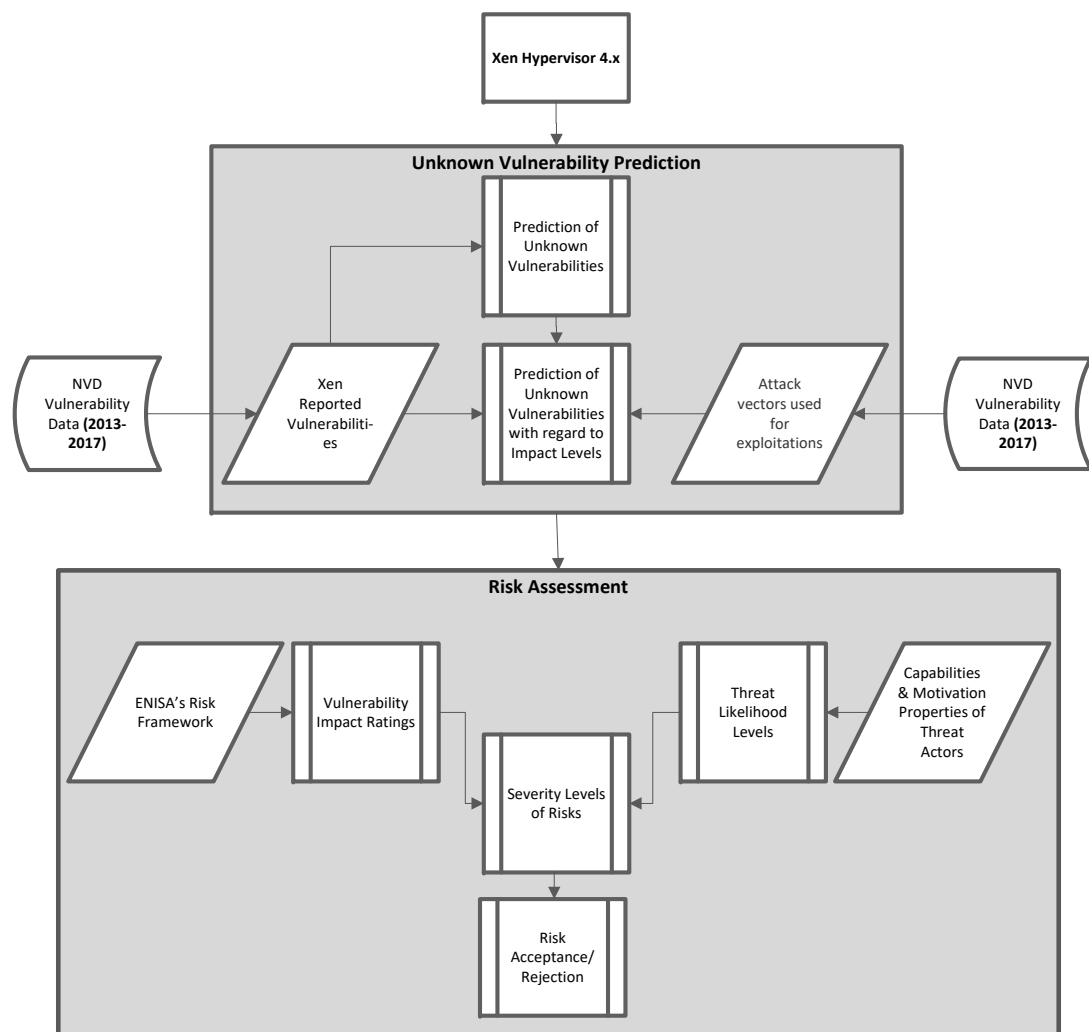 Xen Hypervisor 4.x
Unknown Vulnerability Prediction
Prediction of
Unknown
Vulnerabilities
NVD
Vulnerability
Data (2013-
2017)
Xen
Reported
Vulnerabiliti-
es
Prediction of
Unknown
Vulnerabilities
with regard to
Impact Levels
Attack
vectors used
for
exploitations
NVD
Vulnerability
Data (2013-
2017)
Risk Assessment
ENISA's Risk
Framework
Vulnerability
Impact Ratings
Threat
Likelihood
Levels
Capabilities
& Motivation
Properties of
Threat
Actors
Severity Levels
of Risks
Risk
Acceptance/
Rejection